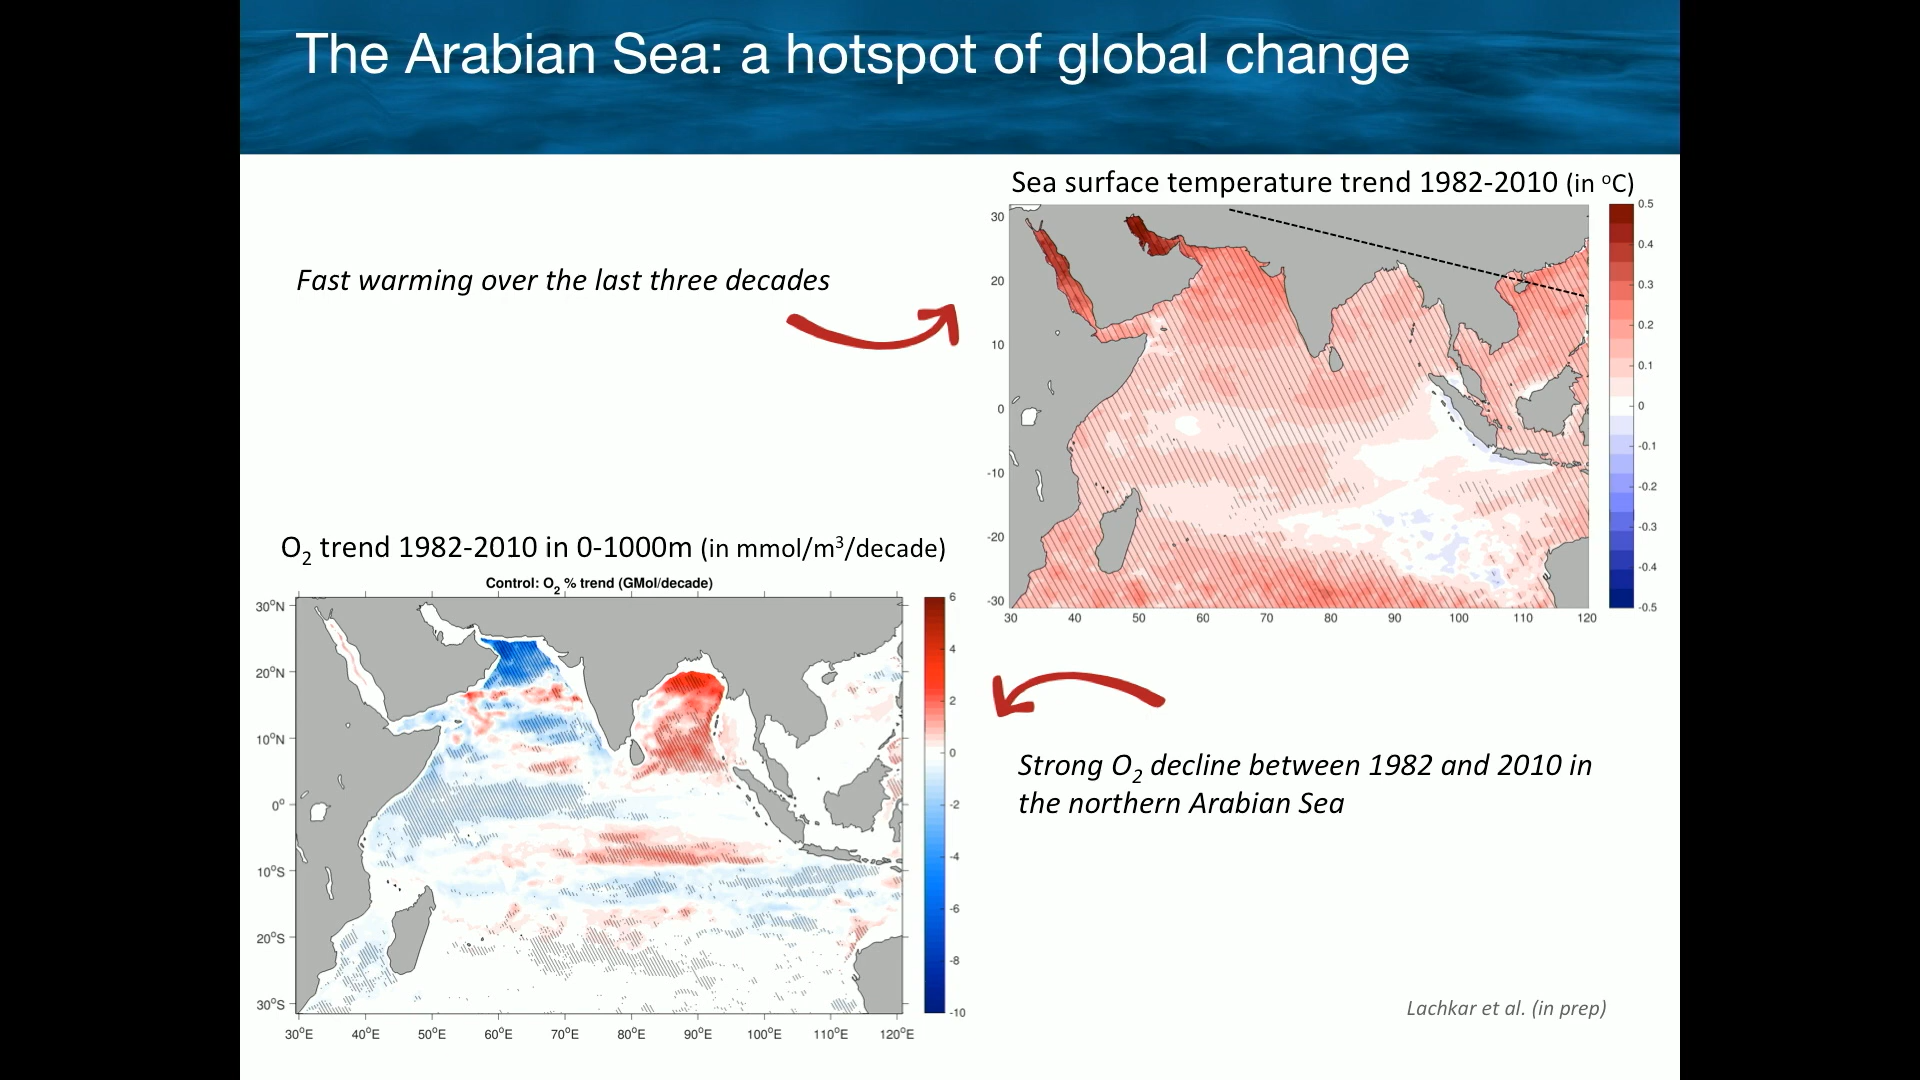 The Arabian Sea: a hotspot of global change
Sea surface temperature trend 1982-2010 (in ºC)
Fast warming over the last three decades
30
20
10
0
-10
-20
-30
30 40 50 60 70 80 90 100 110 120
0.5
0.4
0.3
0.2
0.1
0
-0.1
-0.2
-0.3
-0.4
-0.5
O₂ trend 1982-2010 in 0-1000m (in mmol/m³/decade)
Control: O₂ % trend (GMol/decade)
30°N
20°N
10°N
0°
10°S
20°S
30°S
30°E 40°E 50°E 60°E 70°E 80°E 90°E 100°E 110°E 120°E
6
4
2
0
-2
-4
-6
-8
-10
Strong O₂ decline between 1982 and 2010 in
the northern Arabian Sea
Lachkar et al. (in prep)